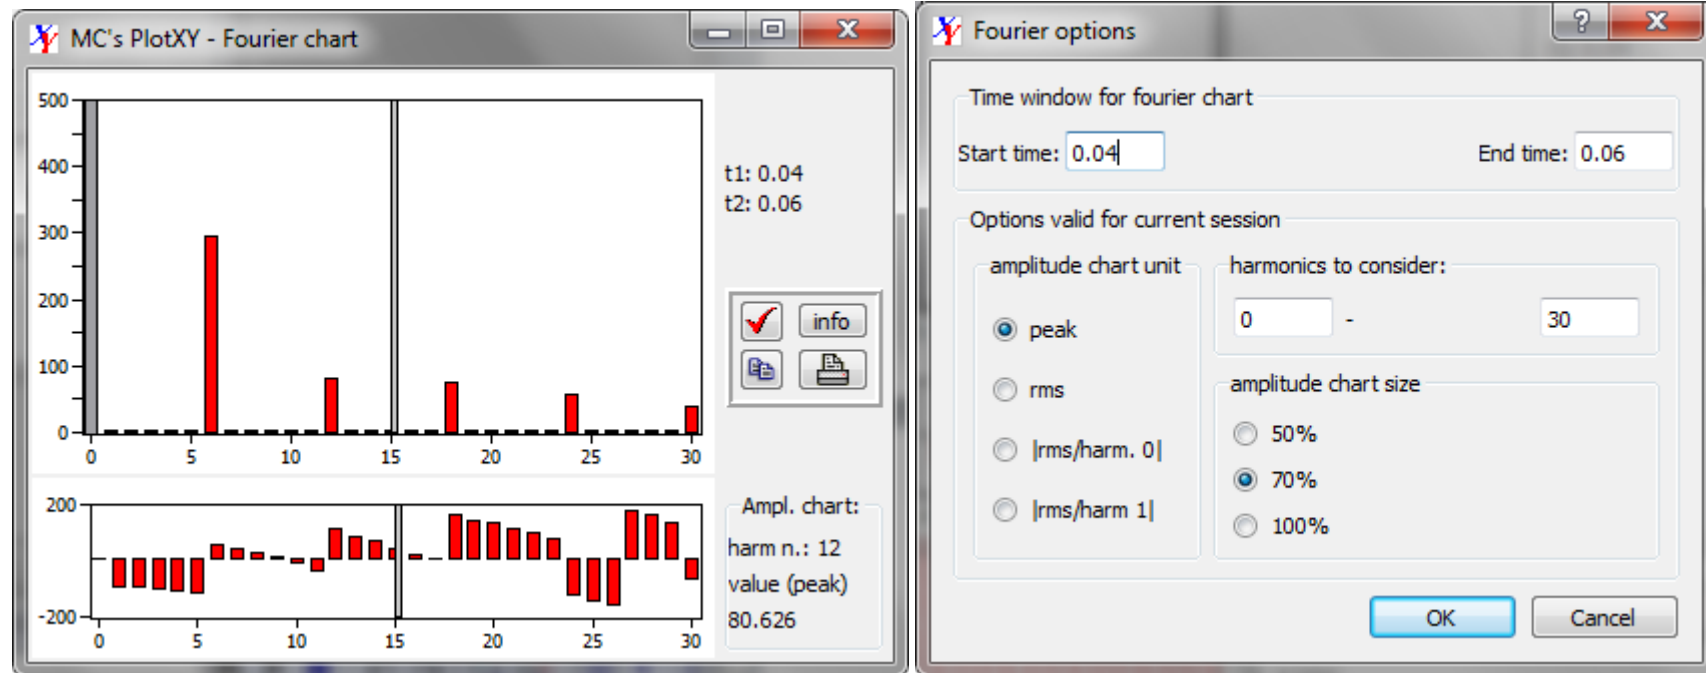 MC's PlotXY - Fourier chart
500
400
300
200
100
0
0 5 10 15 20 25 30
t1: 0.04
t2: 0.06
info
200
-200
0 5 10 15 20 25 30
Ampl. chart:
harm n.: 12
value (peak)
80.626
Fourier options
?
Time window for fourier chart
Start time: 0.04 End time: 0.06
Options valid for current session
amplitude chart unit
peak
rms
|rms/harm. 0|
|rms/harm 1|
harmonics to consider:
0 - 30
amplitude chart size
50%
70%
100%
OK Cancel